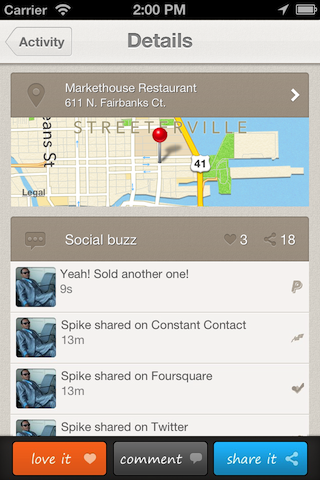 Carrier 2:00 PM
Activity Details
Markethouse Restaurant
611 N. Fairbanks Ct.
STREETERVILLE
eans St
41
Legal
Social buzz 3 18
Yeah! Sold another one!
9s
Spike shared on Constant Contact
13m
Spike shared on Foursquare
13m
Spike shared on Twitter
love it comment share it